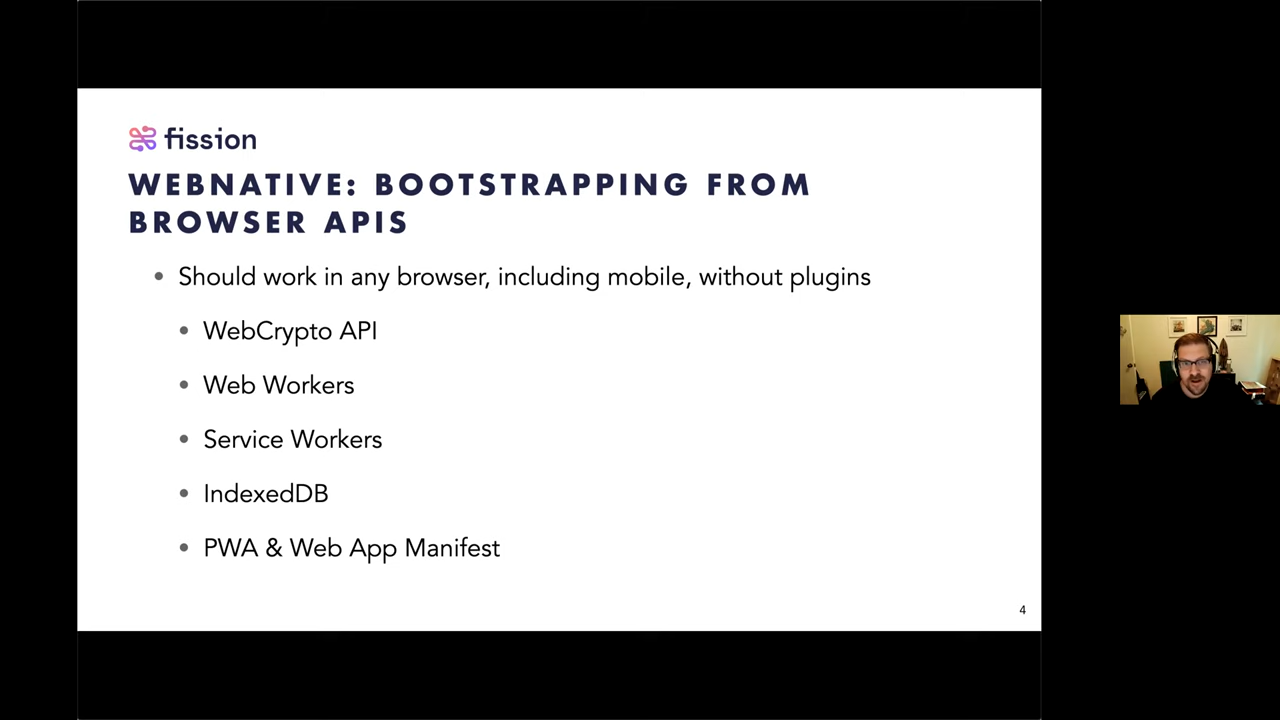 fission
WEBNATIVE: BOOTSTRAPPING FROM
BROWSER APIS
• Should work in any browser, including mobile, without plugins
• WebCrypto API
• Web Workers
• Service Workers
• IndexedDB
• PWA & Web App Manifest
4